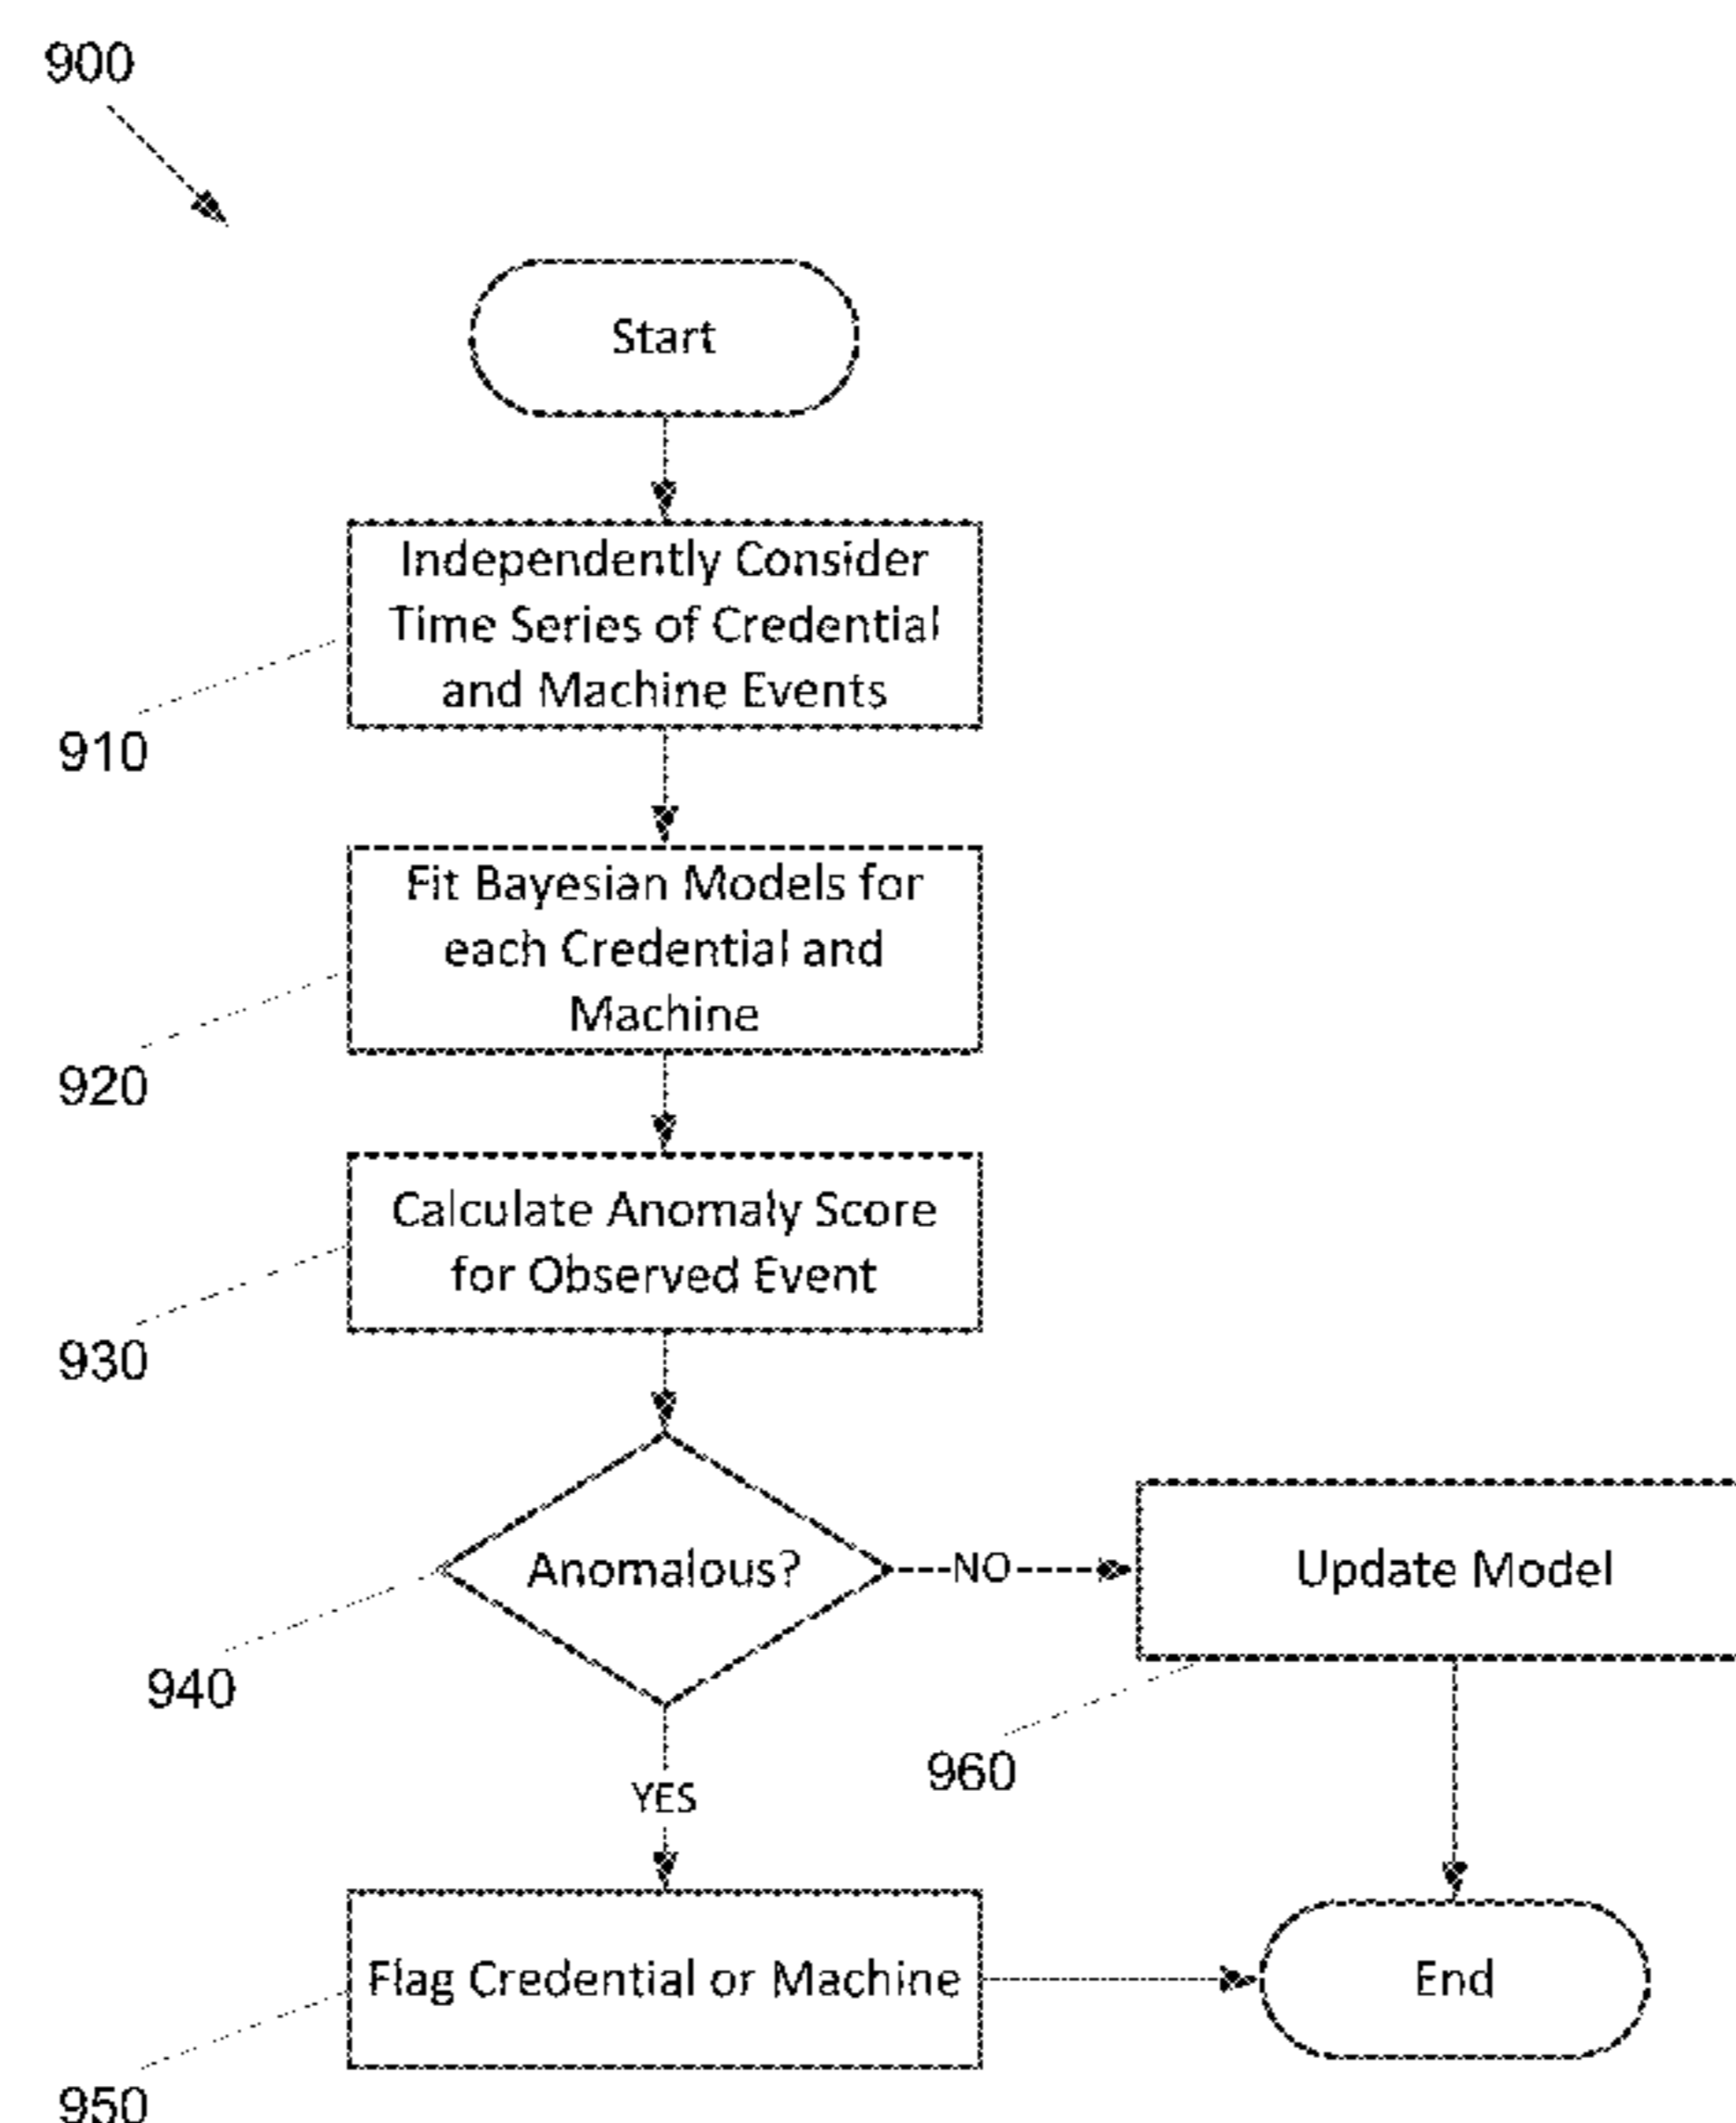 900
Start
Independently Consider
Time Series of Credential
and Machine Events
910
Fit Bayesian Models for
each Credential and
Machine
920
Calculate Anomaly Score
for Observed Event
930
Anomalous?
NO
Update Model
940
960
YES
Flag Credential or Machine
End
950